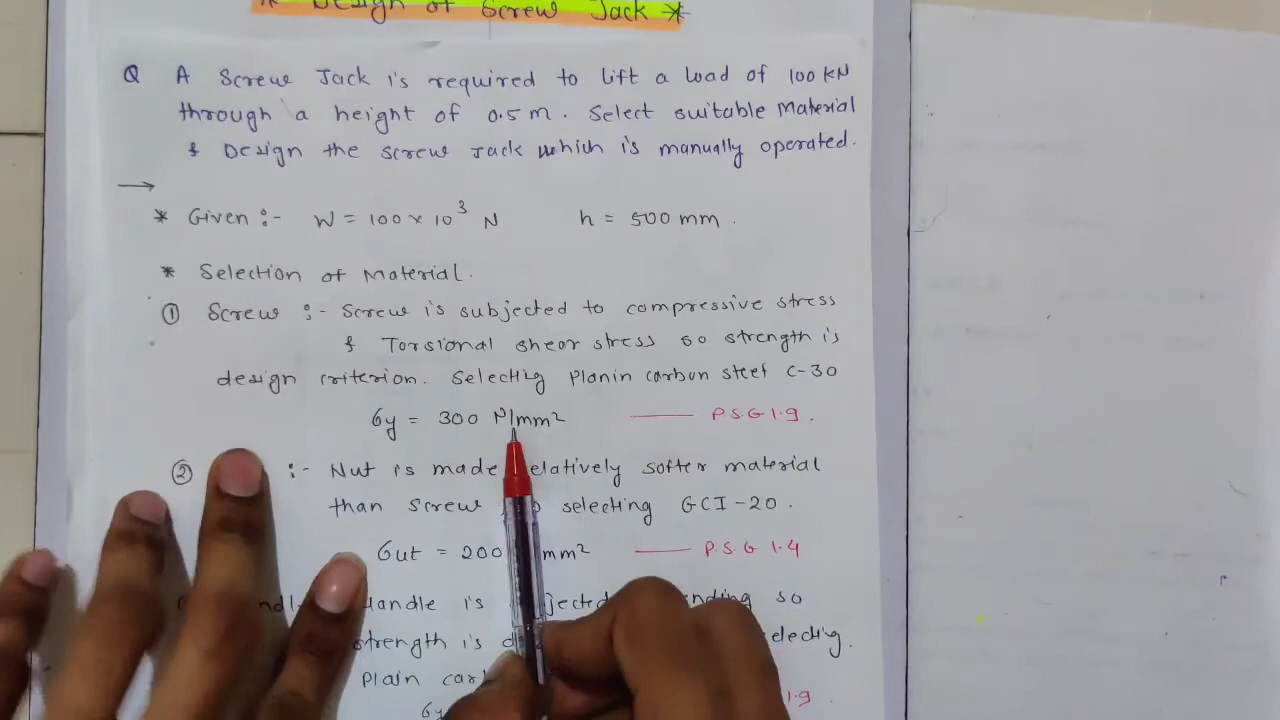 * Design of Screw Jack *
Q A Screw Jack is required to lift a load of 100 KN
through a height of 0.5 m. Select suitable Material
& Design the screw Jack which is manually operated.
→
* Given :- W = 100 × 10³ N h = 500 mm.
* Selection of Material.
① Screw :- Screw is subjected to compressive stress
& Torsional shear stress so strength is
design criterion. Selecting Planin carbon steel C-30
σy = 300 N/mm² —— P.S.G 1.9.
② :- Nut is made relatively softer material
than screw selecting GCI-20.
σut = 200 mm² —— P.S.G 1.4
Handle is so
strength is selecting.
Plain
σy 1.9